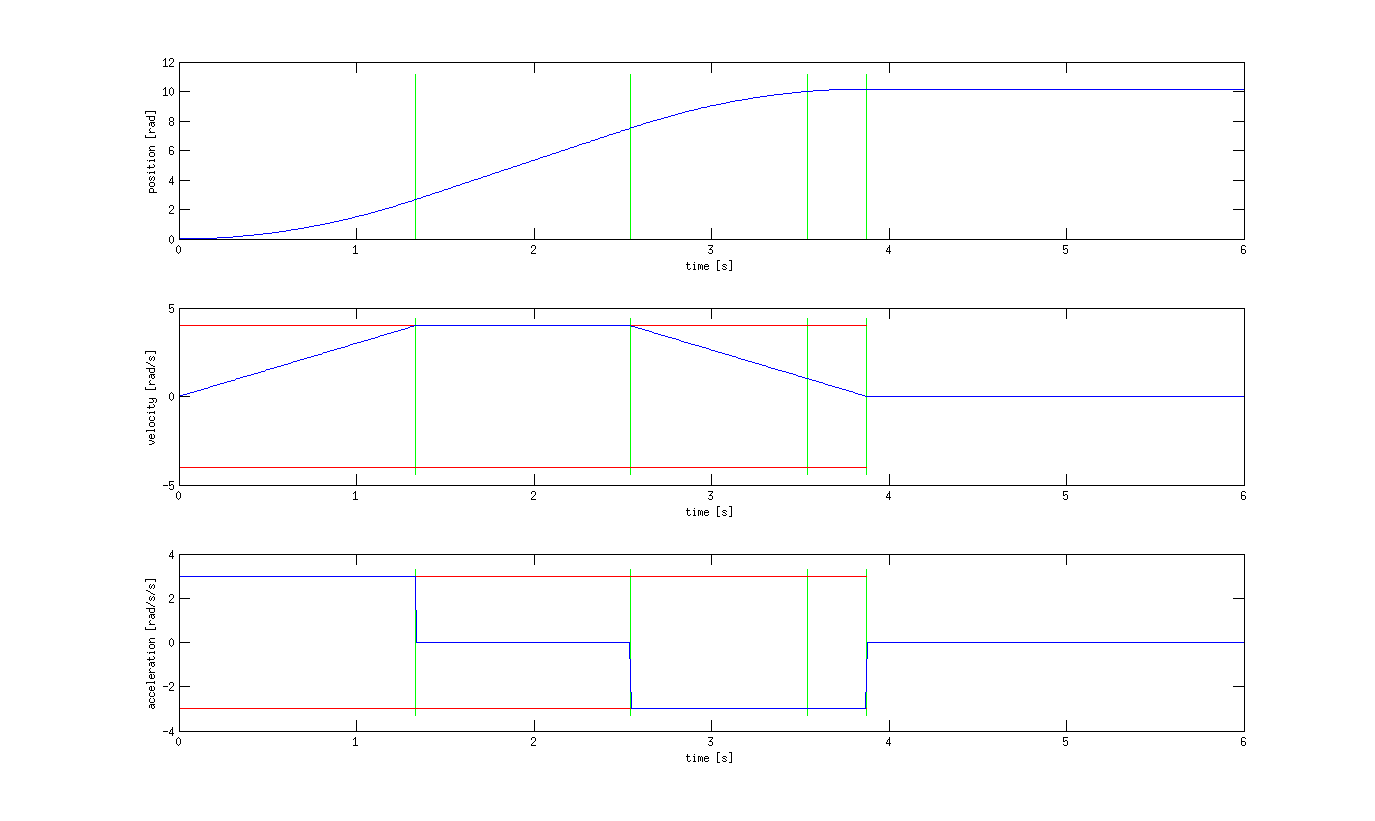 position [rad]
12
10
8
6
4
2
0
0 1 2 3 4 5 6
time [s]
velocity [rad/s]
5
0
-5
0 1 2 3 4 5 6
time [s]
acceleration [rad/s/s]
4
2
0
-2
-4
0 1 2 3 4 5 6
time [s]